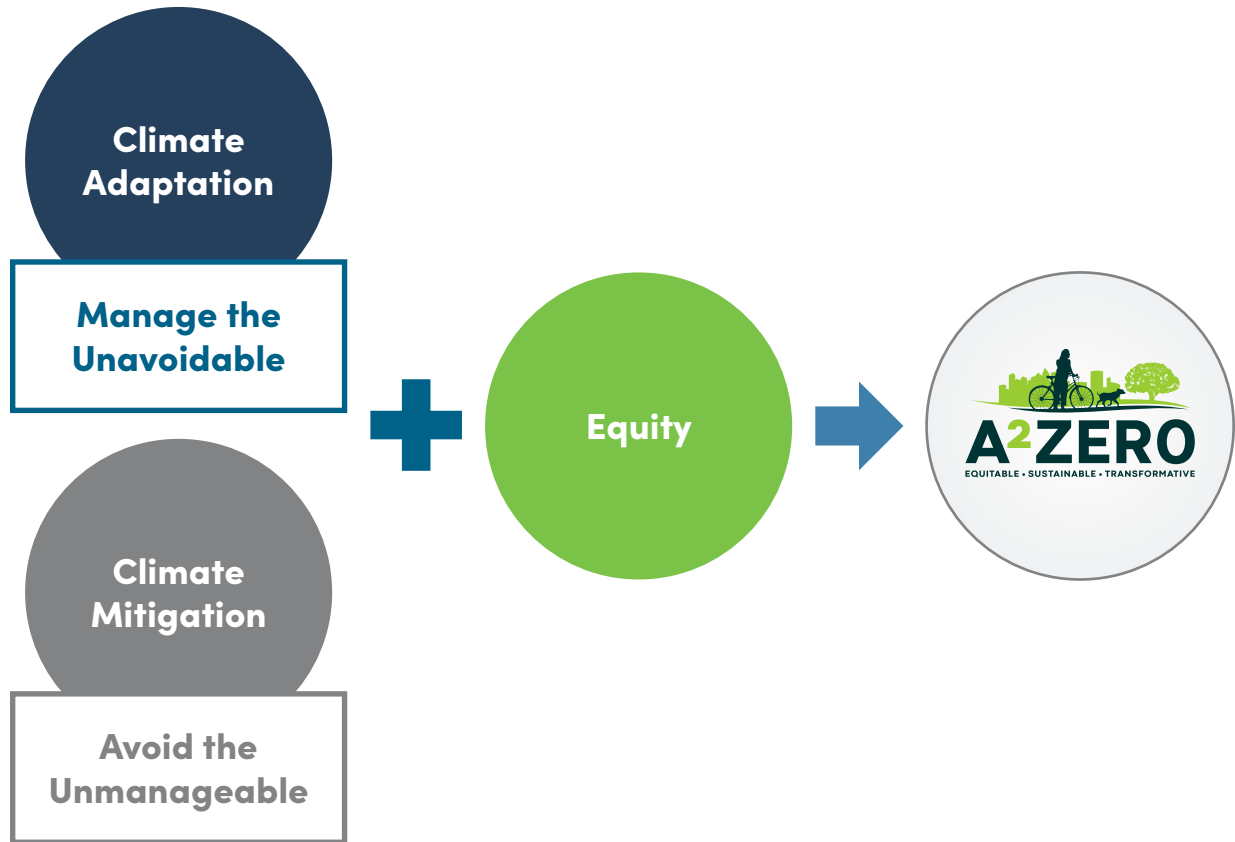 Climate
Adaptation
Manage the
Unavoidable
Climate
Mitigation
Avoid the
Unmanageable
Equity
A²ZERO
EQUITABLE • SUSTAINABLE • TRANSFORMATIVE